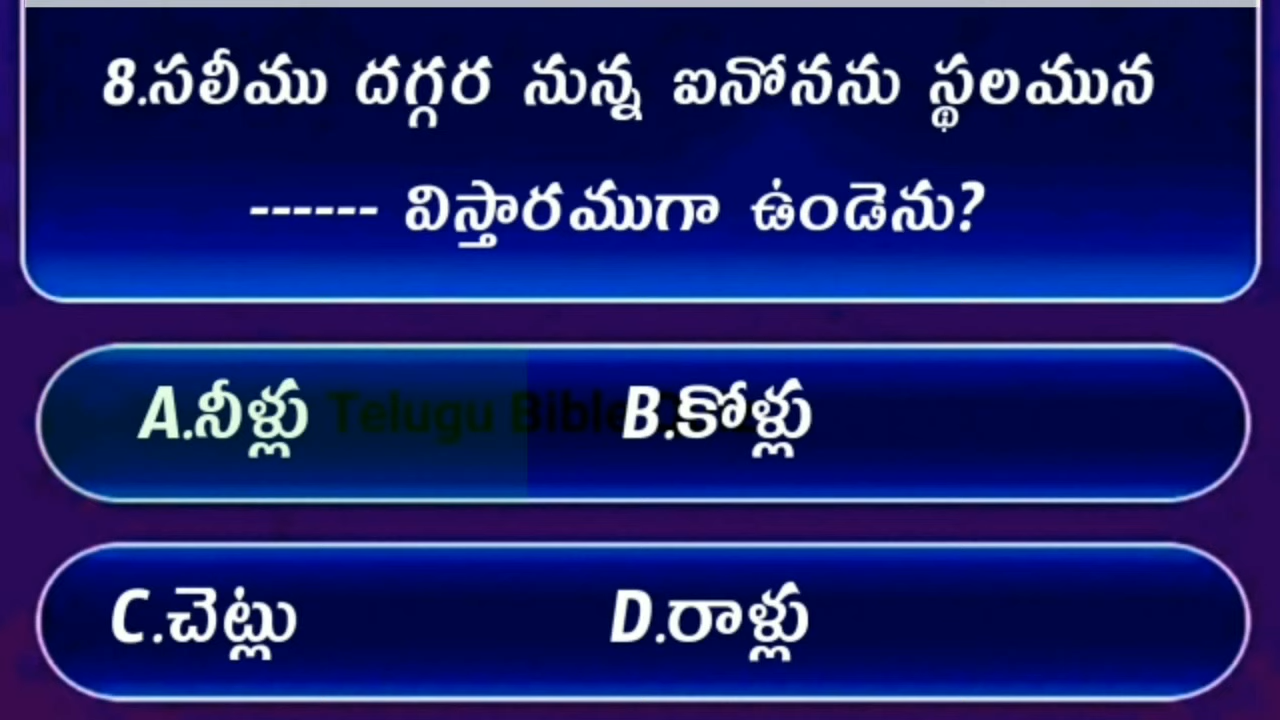 8.సలీము దగ్గర నున్న ఐనోనను స్థలమున
------ విస్తారముగా ఉండెను?
A.నీళ్లు Telugu Bible B.కోళ్లు
C.చెట్లు D.రాళ్లు